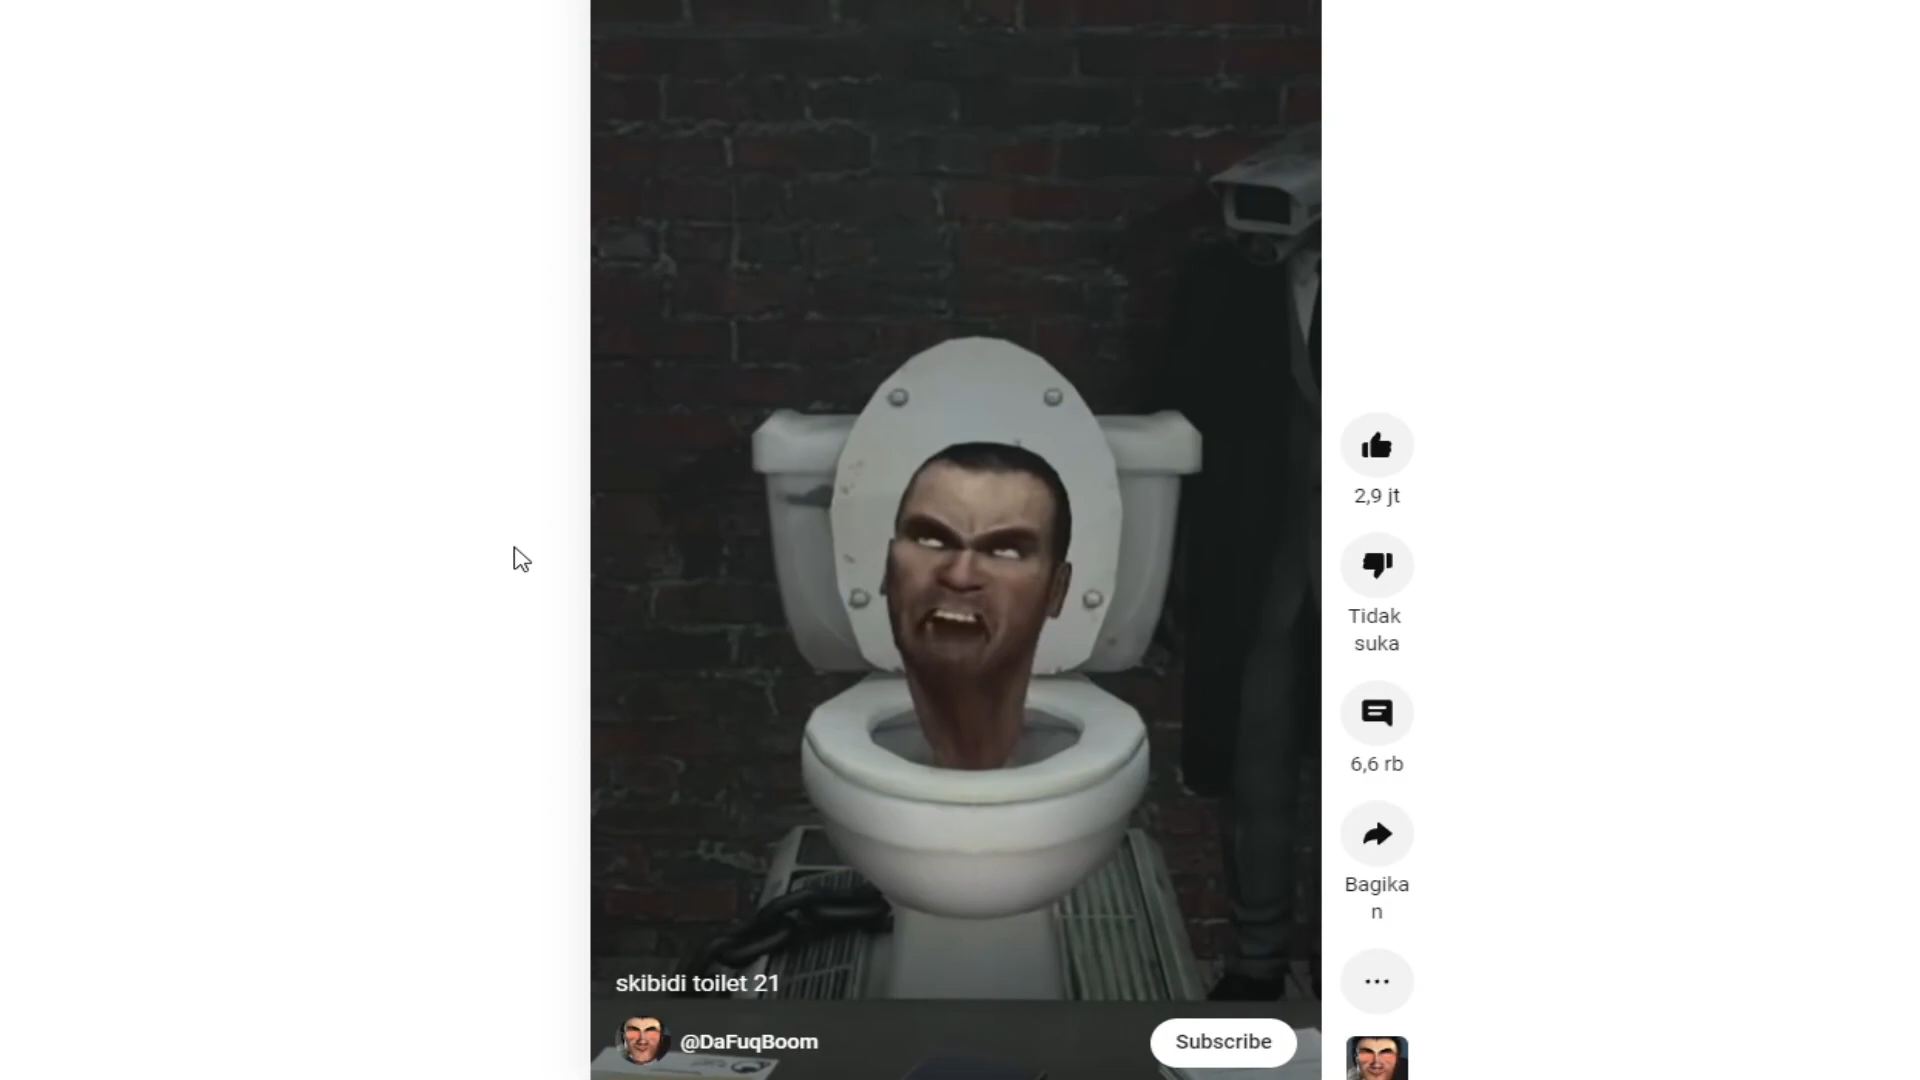 2,9 jt
Tidak
suka
6,6 rb
Bagika
n
skibidi toilet 21
@DaFuqBoom
Subscribe